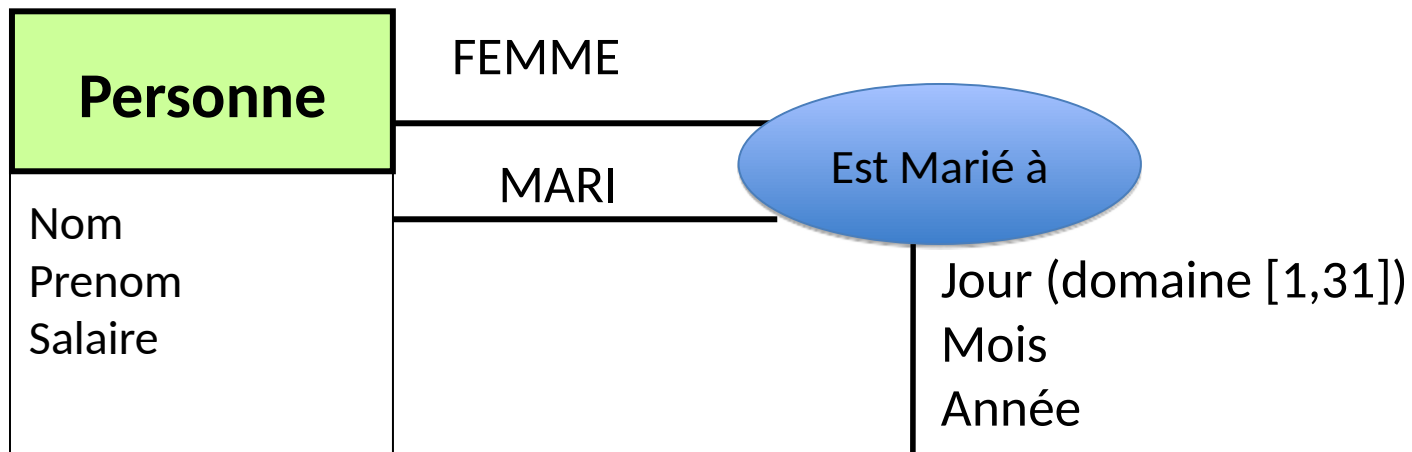 FEMME
Personne
Est Marié à
MARI
Nom
Prenom
Salaire
Jour (domaine [1,31])
Mois
Année